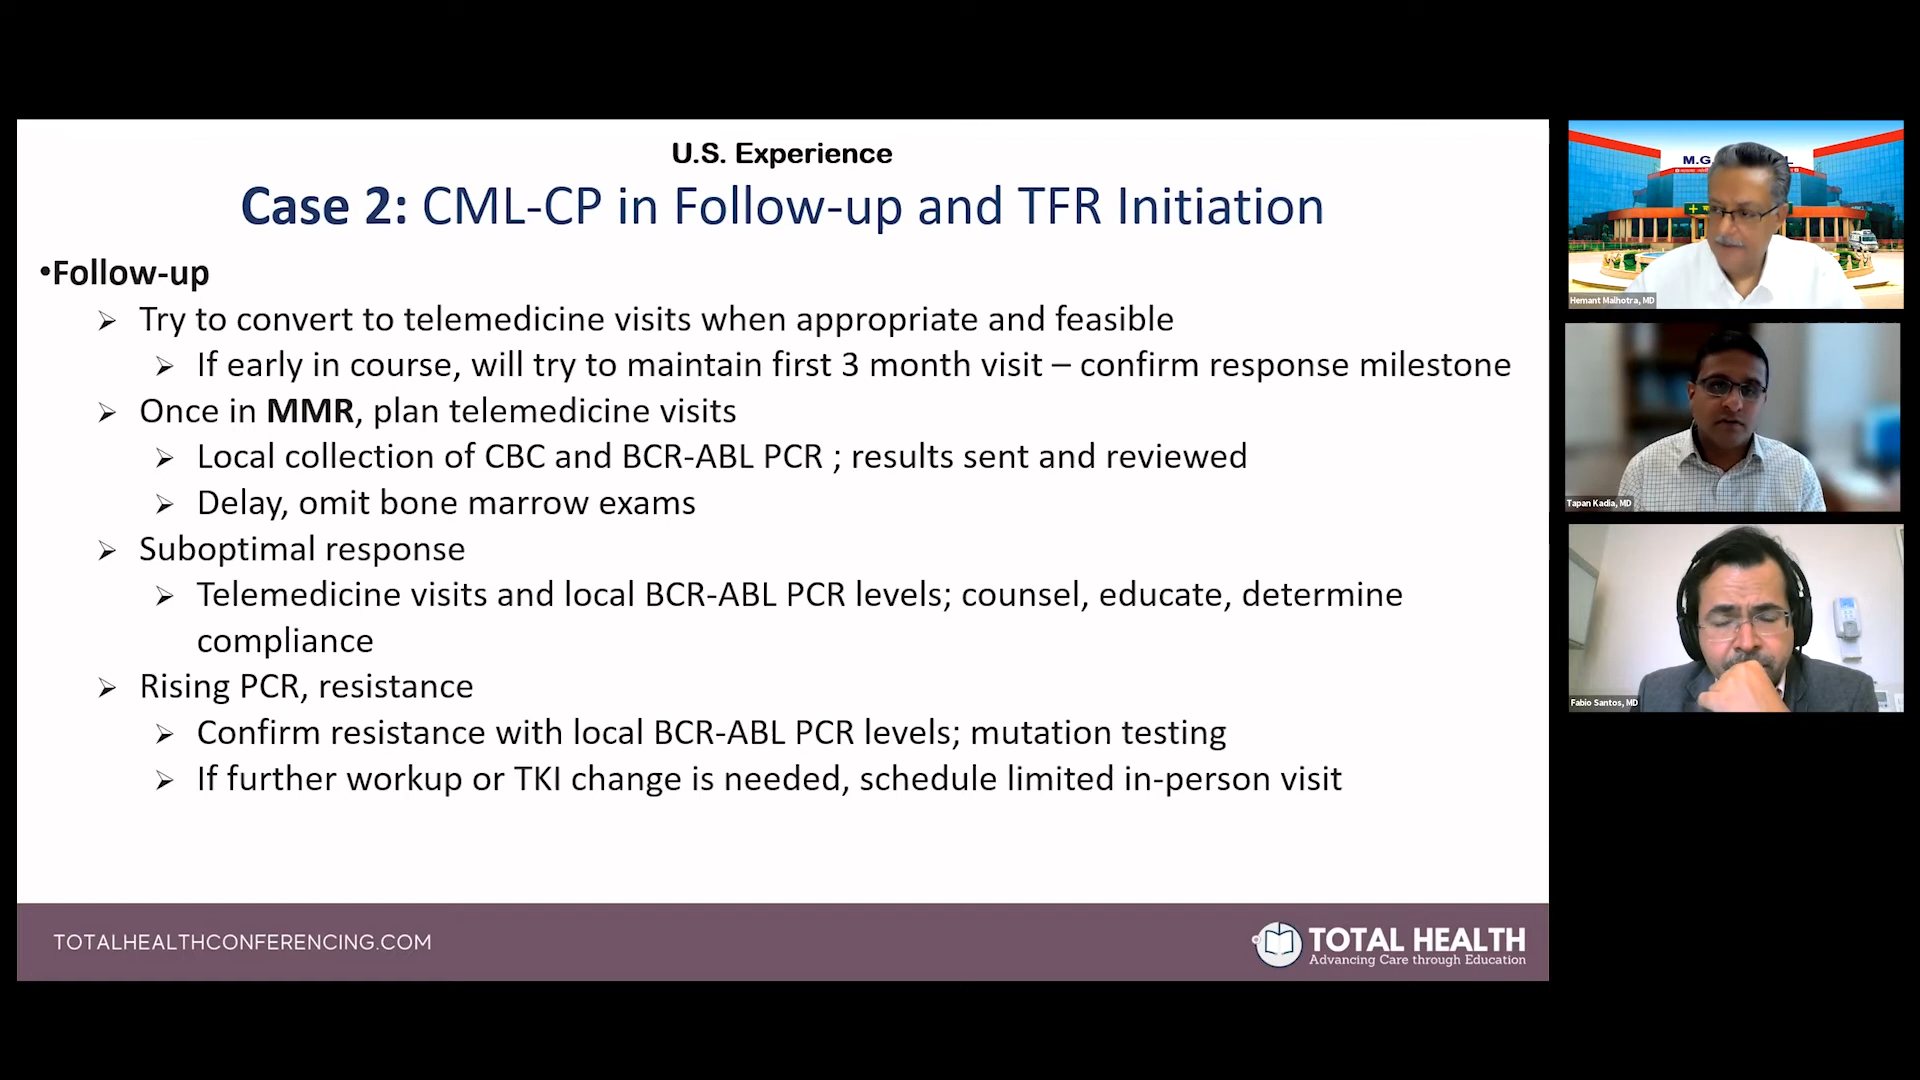 U.S. Experience
Case 2: CML-CP in Follow-up and TFR Initiation
•Follow-up
➢ Try to convert to telemedicine visits when appropriate and feasible
➢ If early in course, will try to maintain first 3 month visit – confirm response milestone
➢ Once in MMR, plan telemedicine visits
➢ Local collection of CBC and BCR-ABL PCR ; results sent and reviewed
➢ Delay, omit bone marrow exams
➢ Suboptimal response
➢ Telemedicine visits and local BCR-ABL PCR levels; counsel, educate, determine
compliance
➢ Rising PCR, resistance
➢ Confirm resistance with local BCR-ABL PCR levels; mutation testing
➢ If further workup or TKI change is needed, schedule limited in-person visit
TOTALHEALTHCONFERENCING.COM
TOTAL HEALTH
Advancing Care through Education
Hemant Malhotra, MD
Tapan Kadia, MD
Fabio Santos, MD